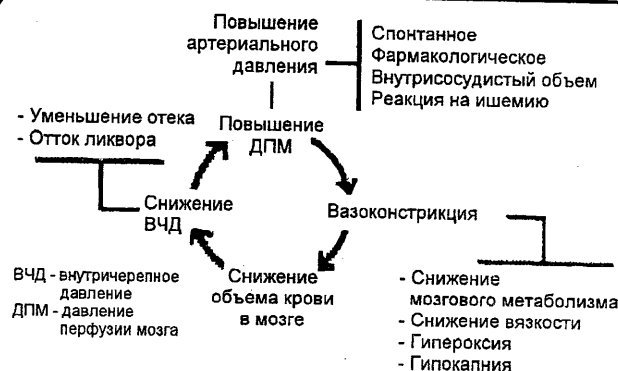 Повышение
артериального
давления
Спонтанное
Фармакологическое
Внутрисосудистый объем
Реакция на ишемию
- Уменьшение отека
- Отток ликвора
Повышение
ДПМ
Снижение
ВЧД
Вазоконстрикция
Снижение
объема крови
в мозге
ВЧД - внутричерепное
давление
ДПМ - давление
перфузии мозга
- Снижение
мозгового метаболизма
- Снижение вязкости
- Гипероксия
- Гипокапния